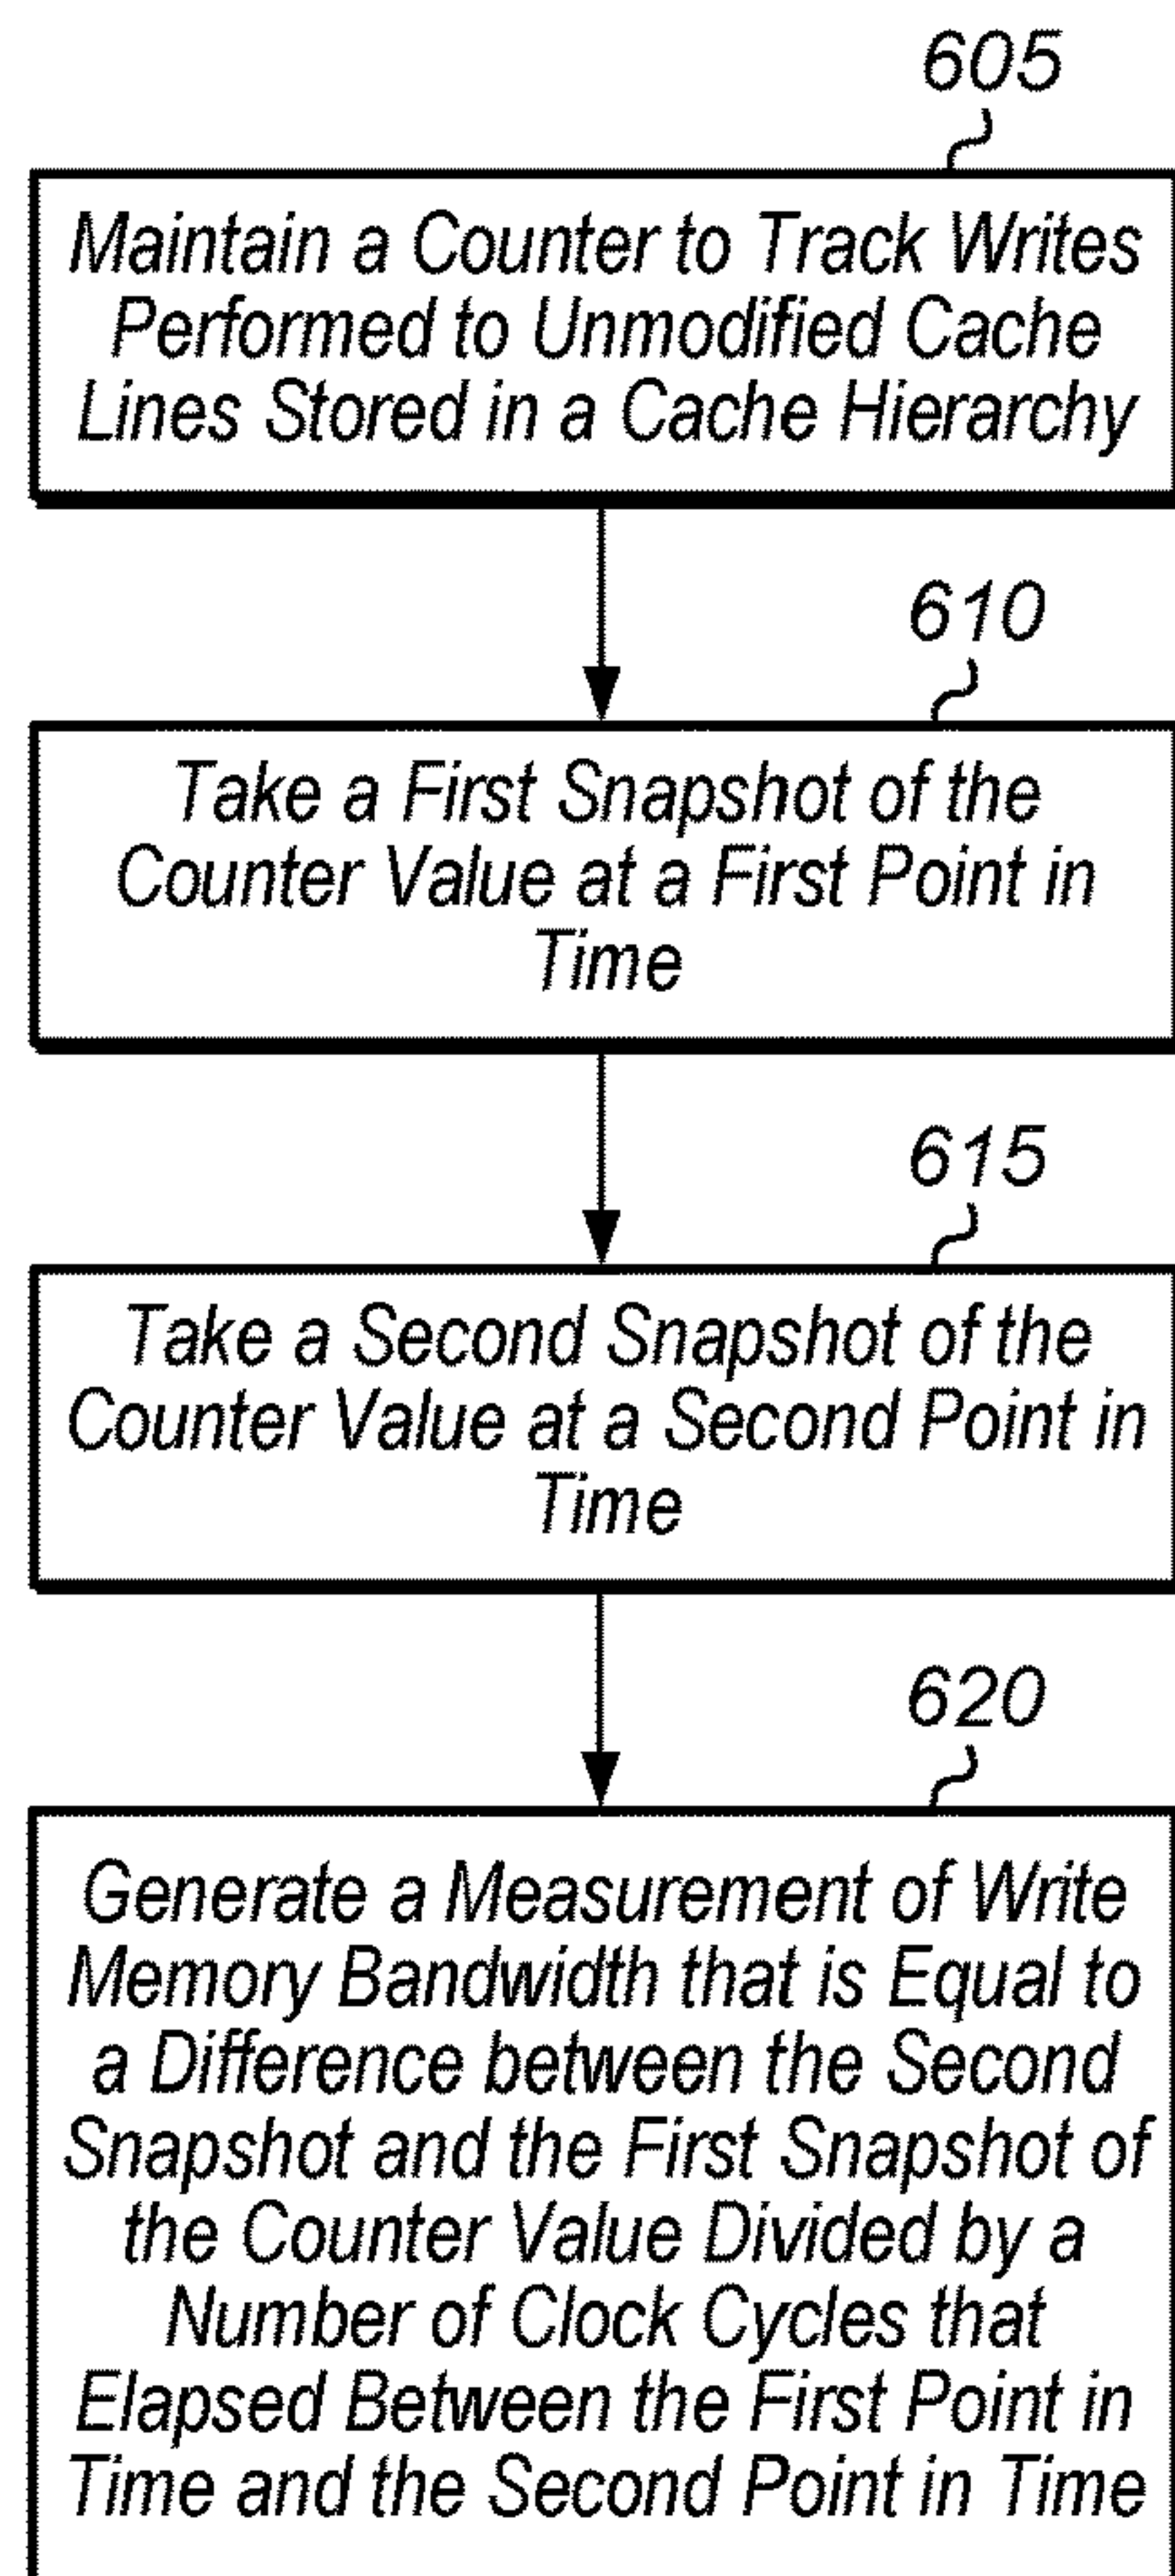 605
Maintain a Counter to Track Writes
Performed to Unmodified Cache
Lines Stored in a Cache Hierarchy
610
Take a First Snapshot of the
Counter Value at a First Point in
Time
615
Take a Second Snapshot of the
Counter Value at a Second Point in
Time
620
Generate a Measurement of Write
Memory Bandwidth that is Equal to
a Difference between the Second
Snapshot and the First Snapshot of
the Counter Value Divided by a
Number of Clock Cycles that
Elapsed Between the First Point in
Time and the Second Point in Time